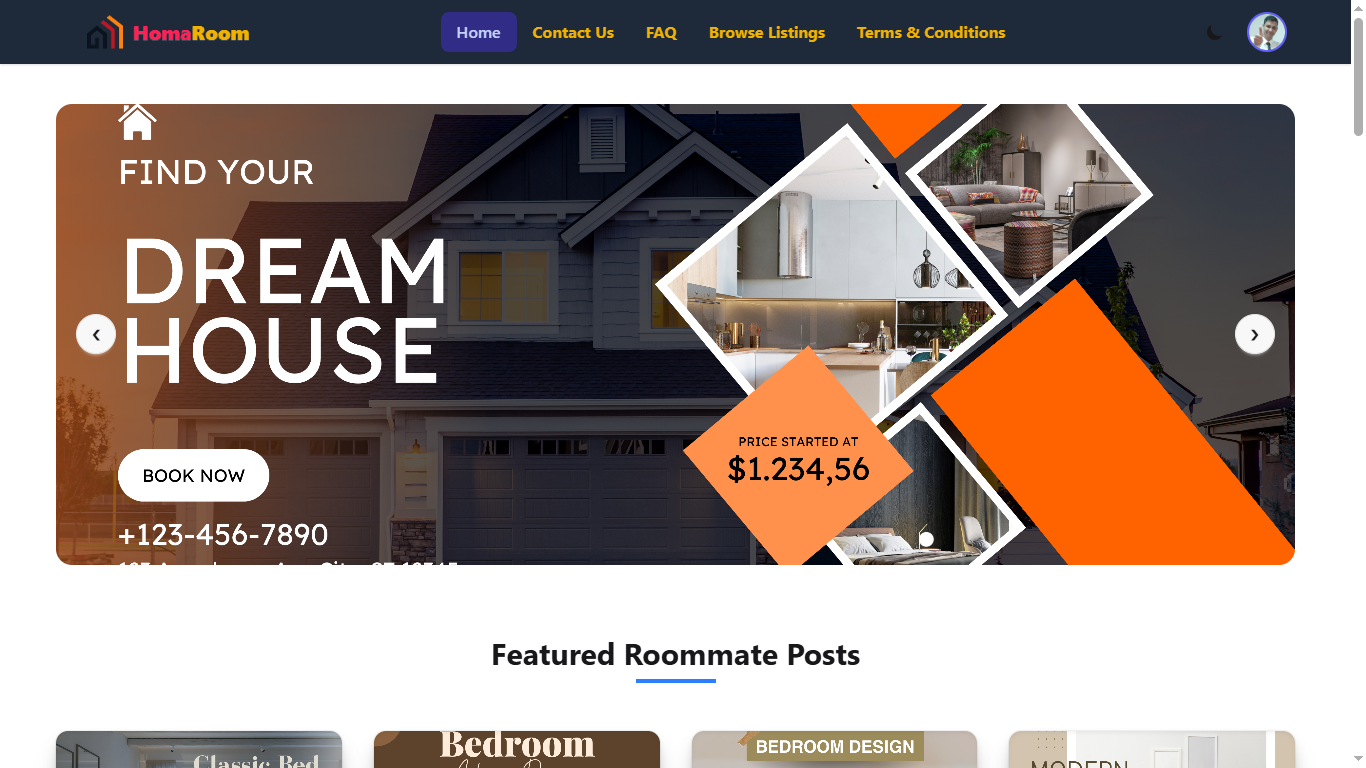 HomaRoom
Home
Contact Us
FAQ
Browse Listings
Terms & Conditions
FIND YOUR
DREAM
HOUSE
BOOK NOW
+123-456-7890
PRICE STARTED AT
$1.234,56
Featured Roommate Posts
Classic Bed
Bedroom
BEDROOM DESIGN
MODERN